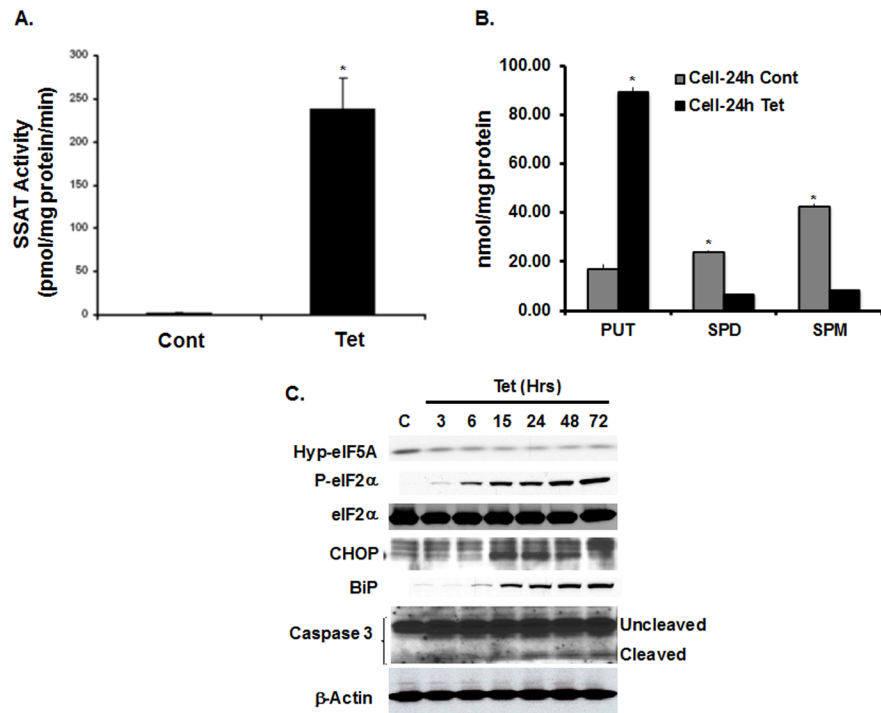 A.
SSAT Activity
(pmol/mg protein/min)
300
250
200
150
100
50
0
*
Cont
Tet
B.
nmol/mg protein
100.00
80.00
60.00
40.00
20.00
0.00
*
*
*
Cell-24h Cont
Cell-24h Tet
PUT
SPD
SPM
C.
Tet (Hrs)
C 3 6 15 24 48 72
Hyp-eIF5A
P-eIF2α
eIF2α
CHOP
BiP
Caspase 3
Uncleaved
Cleaved
β-Actin